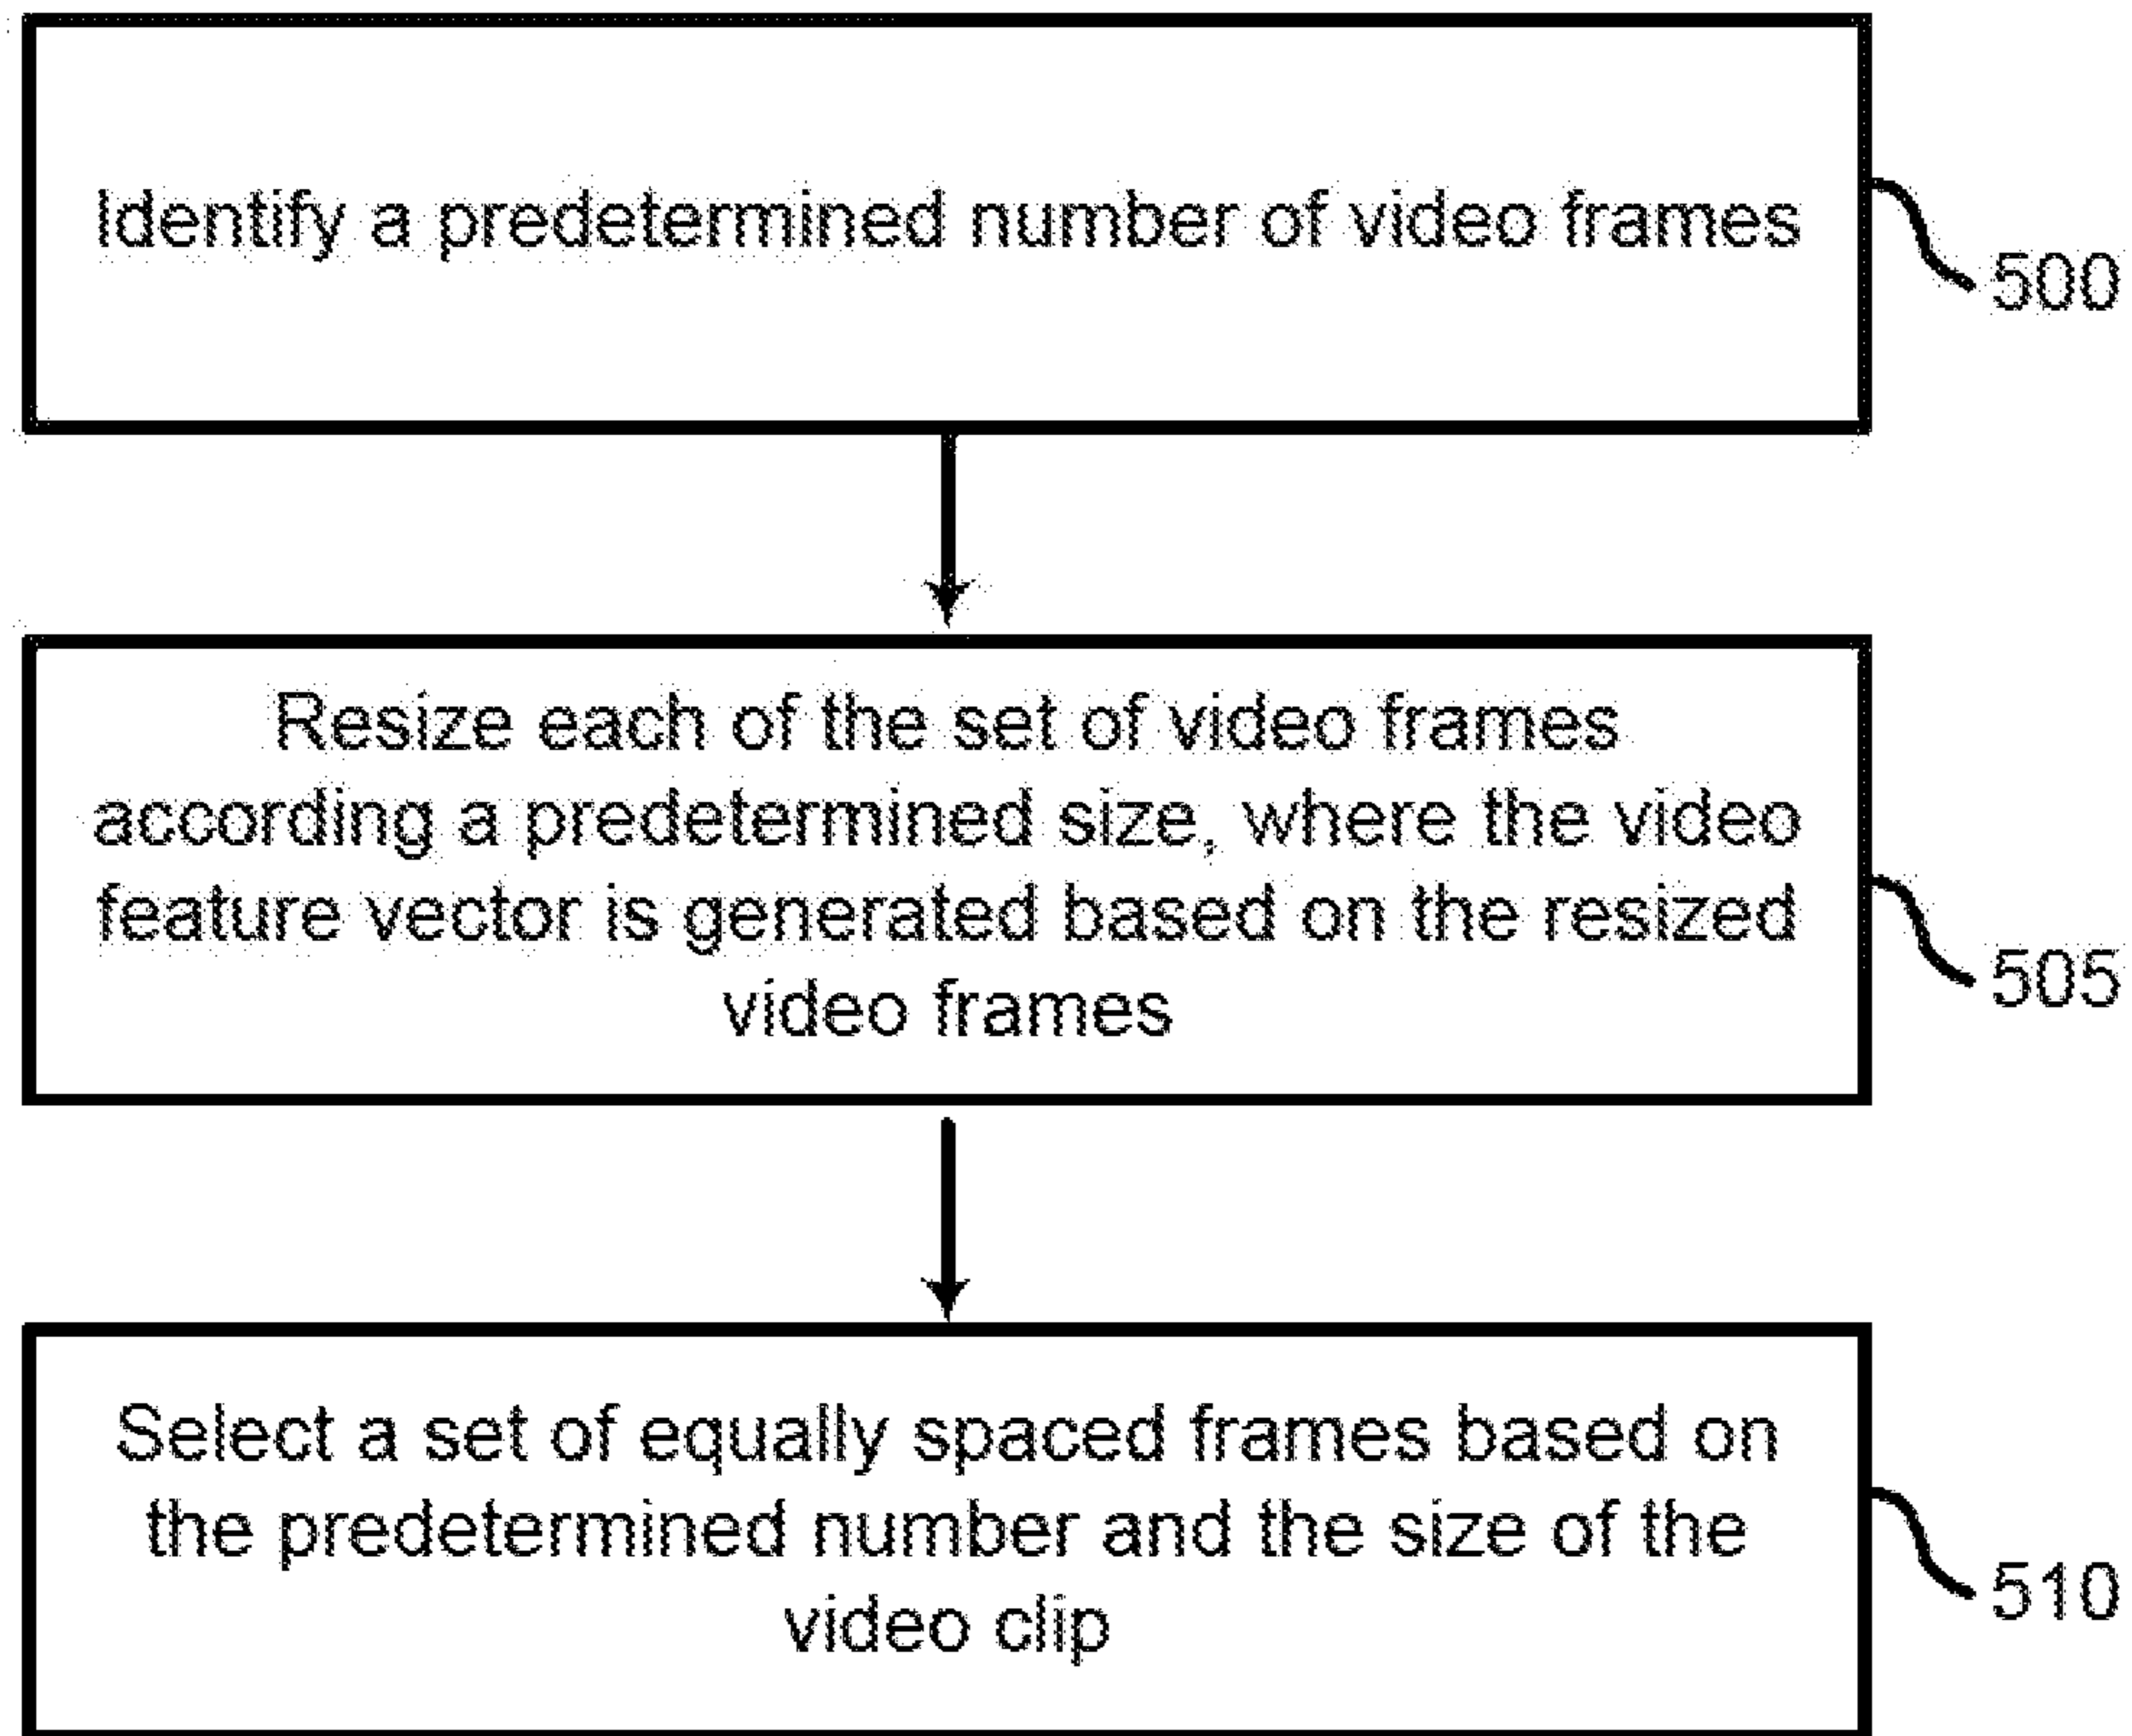 Identify a predetermined number of video frames
500
Resize each of the set of video frames
according a predetermined size, where the video
feature vector is generated based on the resized
video frames
505
Select a set of equally spaced frames based on
the predetermined number and the size of the
video clip
510